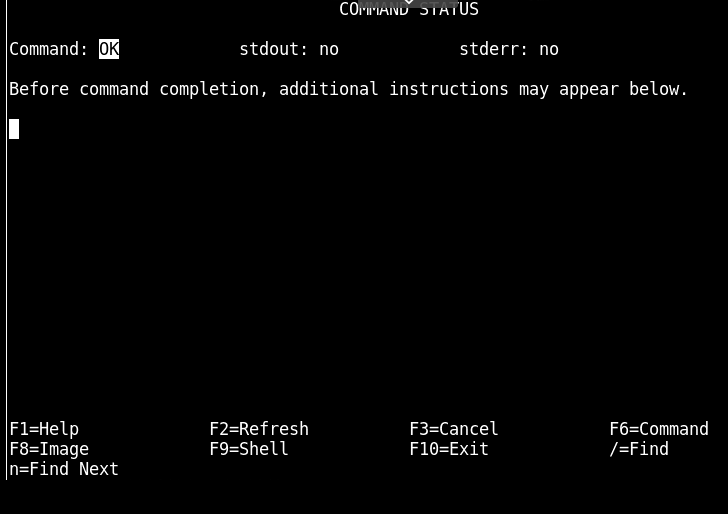 COMMAND STATUS
Command: OK stdout: no stderr: no
Before command completion, additional instructions may appear below.
F1=Help F2=Refresh F3=Cancel F6=Command
F8=Image F9=Shell F10=Exit /=Find
n=Find Next